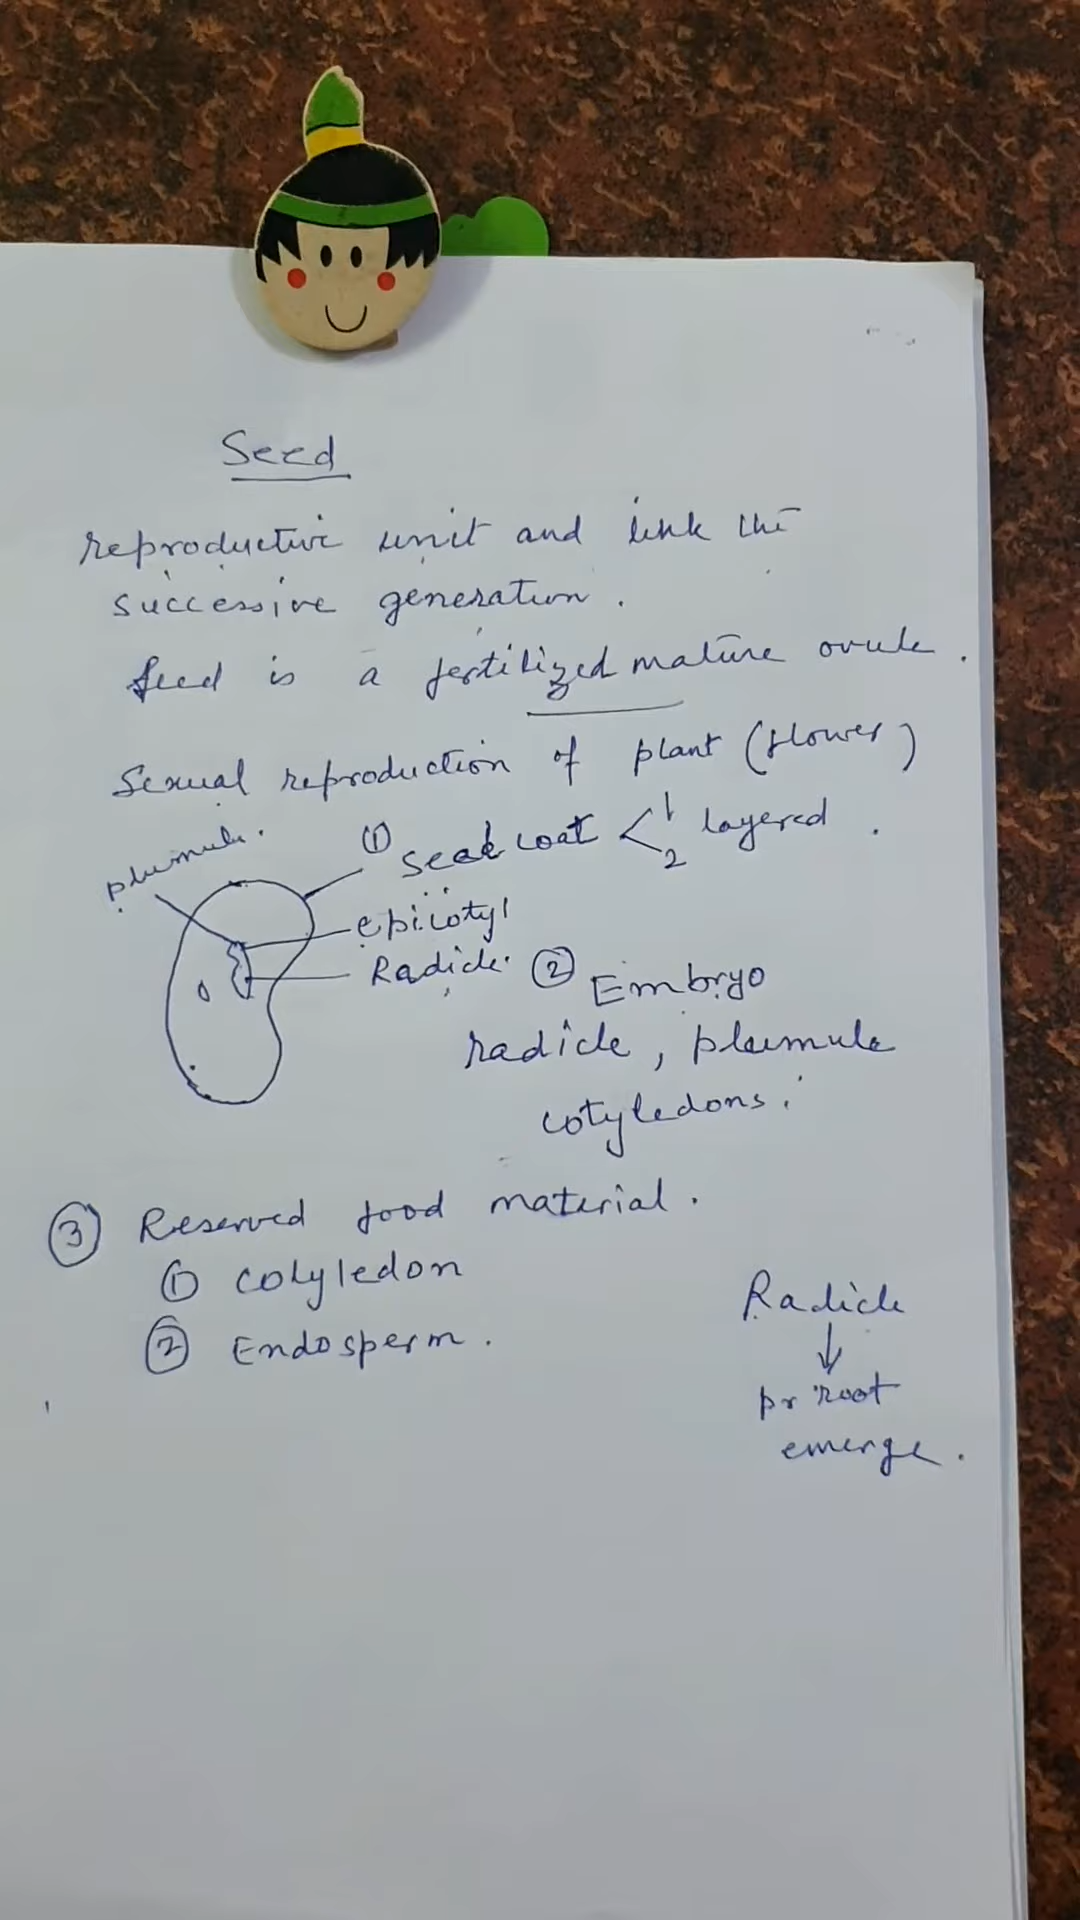 Seed
reproductive unit and link the
successive generation.
Seed is a fertilized mature ovule.
Sexual reproduction of plant (flower)
plumule.
① Seed coat < 1 2 layered.
epicotyl
Radicle. ② Embryo
radicle, plumule
cotyledons.
③ Reserved food material.
① cotyledon
② Endosperm.
Radicle
↓
pr root
emerge.